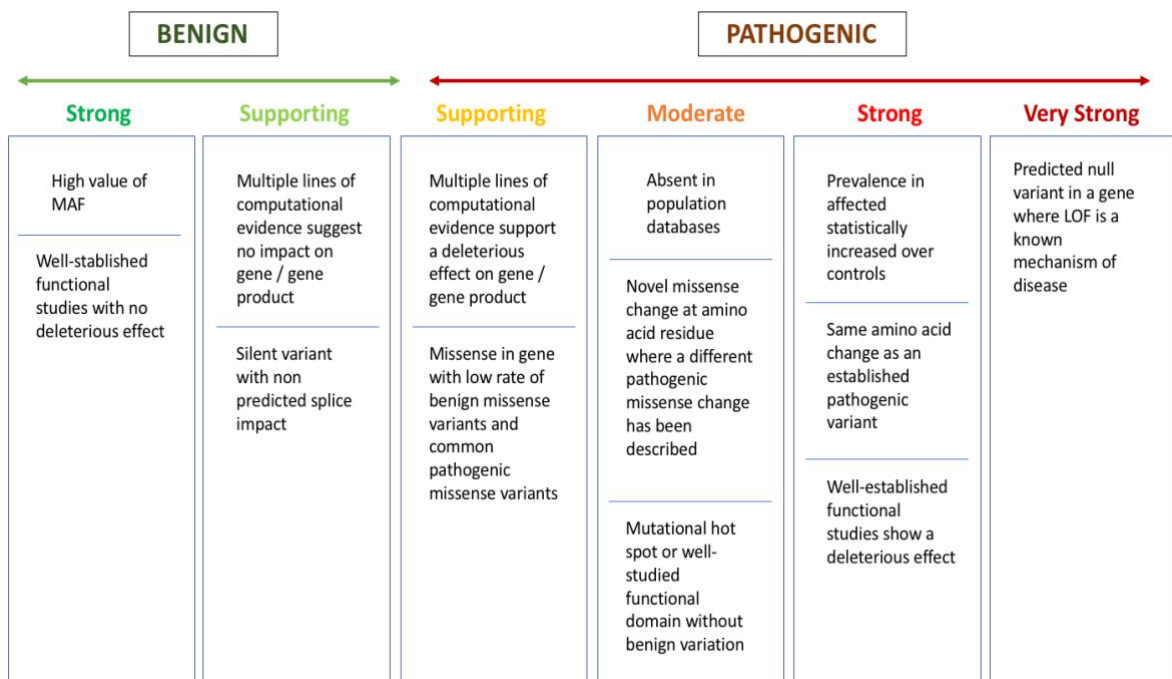 BENIGN
PATHOGENIC
Strong
Supporting
Supporting
Moderate
Strong
Very Strong
High value of
MAF
Well-stablished
functional
studies with no
deleterious effect
Multiple lines of
computational
evidence suggest
no impact on
gene / gene
product
Silent variant
with non
predicted splice
impact
Multiple lines of
computational
evidence support
a deleterious
effect on gene /
gene product
Missense in gene
with low rate of
benign missense
variants and
common
pathogenic
missense variants
Absent in
population
databases
Novel missense
change at amino
acid residue
where a different
pathogenic
missense change
has been
described
Mutational hot
spot or well-
studied
functional
domain without
benign variation
Prevalence in
affected
statistically
increased over
controls
Same amino acid
change as an
established
pathogenic
variant
Well-established
functional
studies show a
deleterious effect
Predicted null
variant in a gene
where LOF is a
known
mechanism of
disease